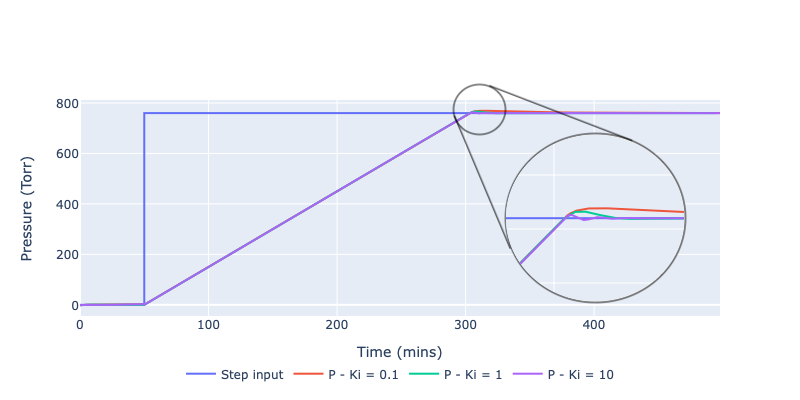 800
600
400
200
0
0
100
200
300
400
Pressure (Torr)
Time (mins)
Step input
P - Ki = 0.1
P - Ki = 1
P - Ki = 10